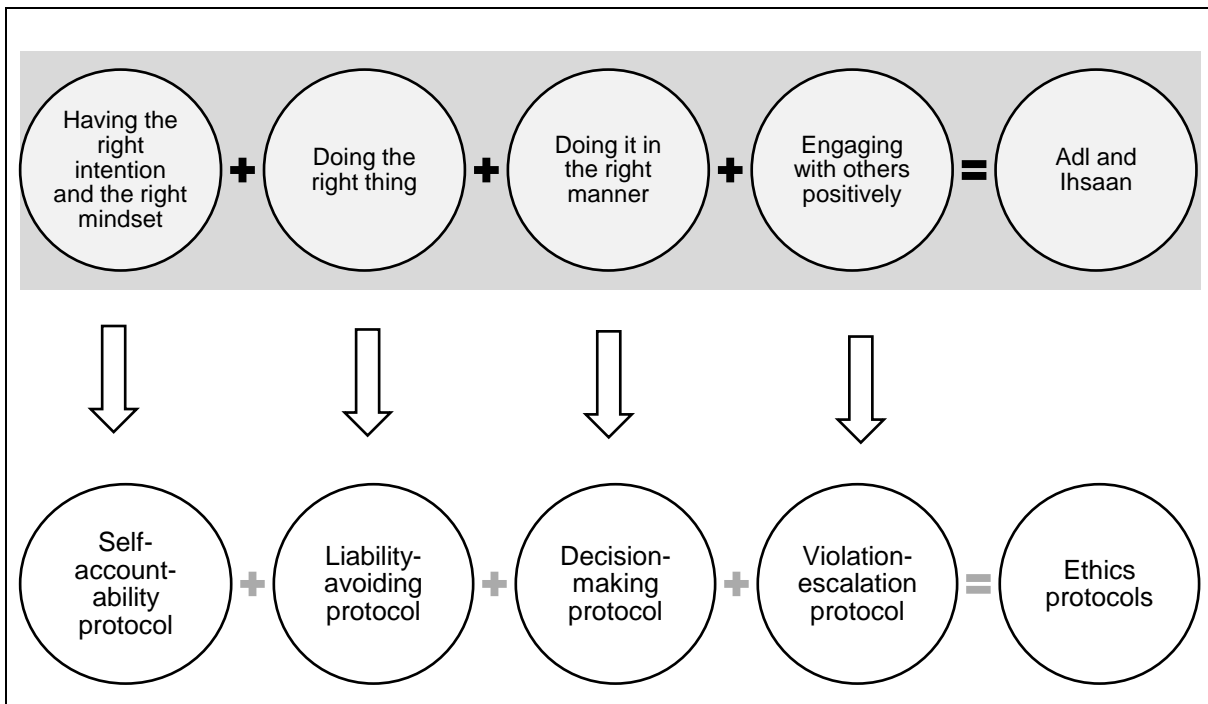 Having the
right
intention
and the right
mindset
+
Doing the
right thing
+
Doing it in
the right
manner
+
Engaging
with others
positively
=
Adl and
Ihsaan
Self-
account-
ability
protocol
+
Liability-
avoiding
protocol
+
Decision-
making
protocol
+
Violation-
escalation
protocol
=
Ethics
protocols